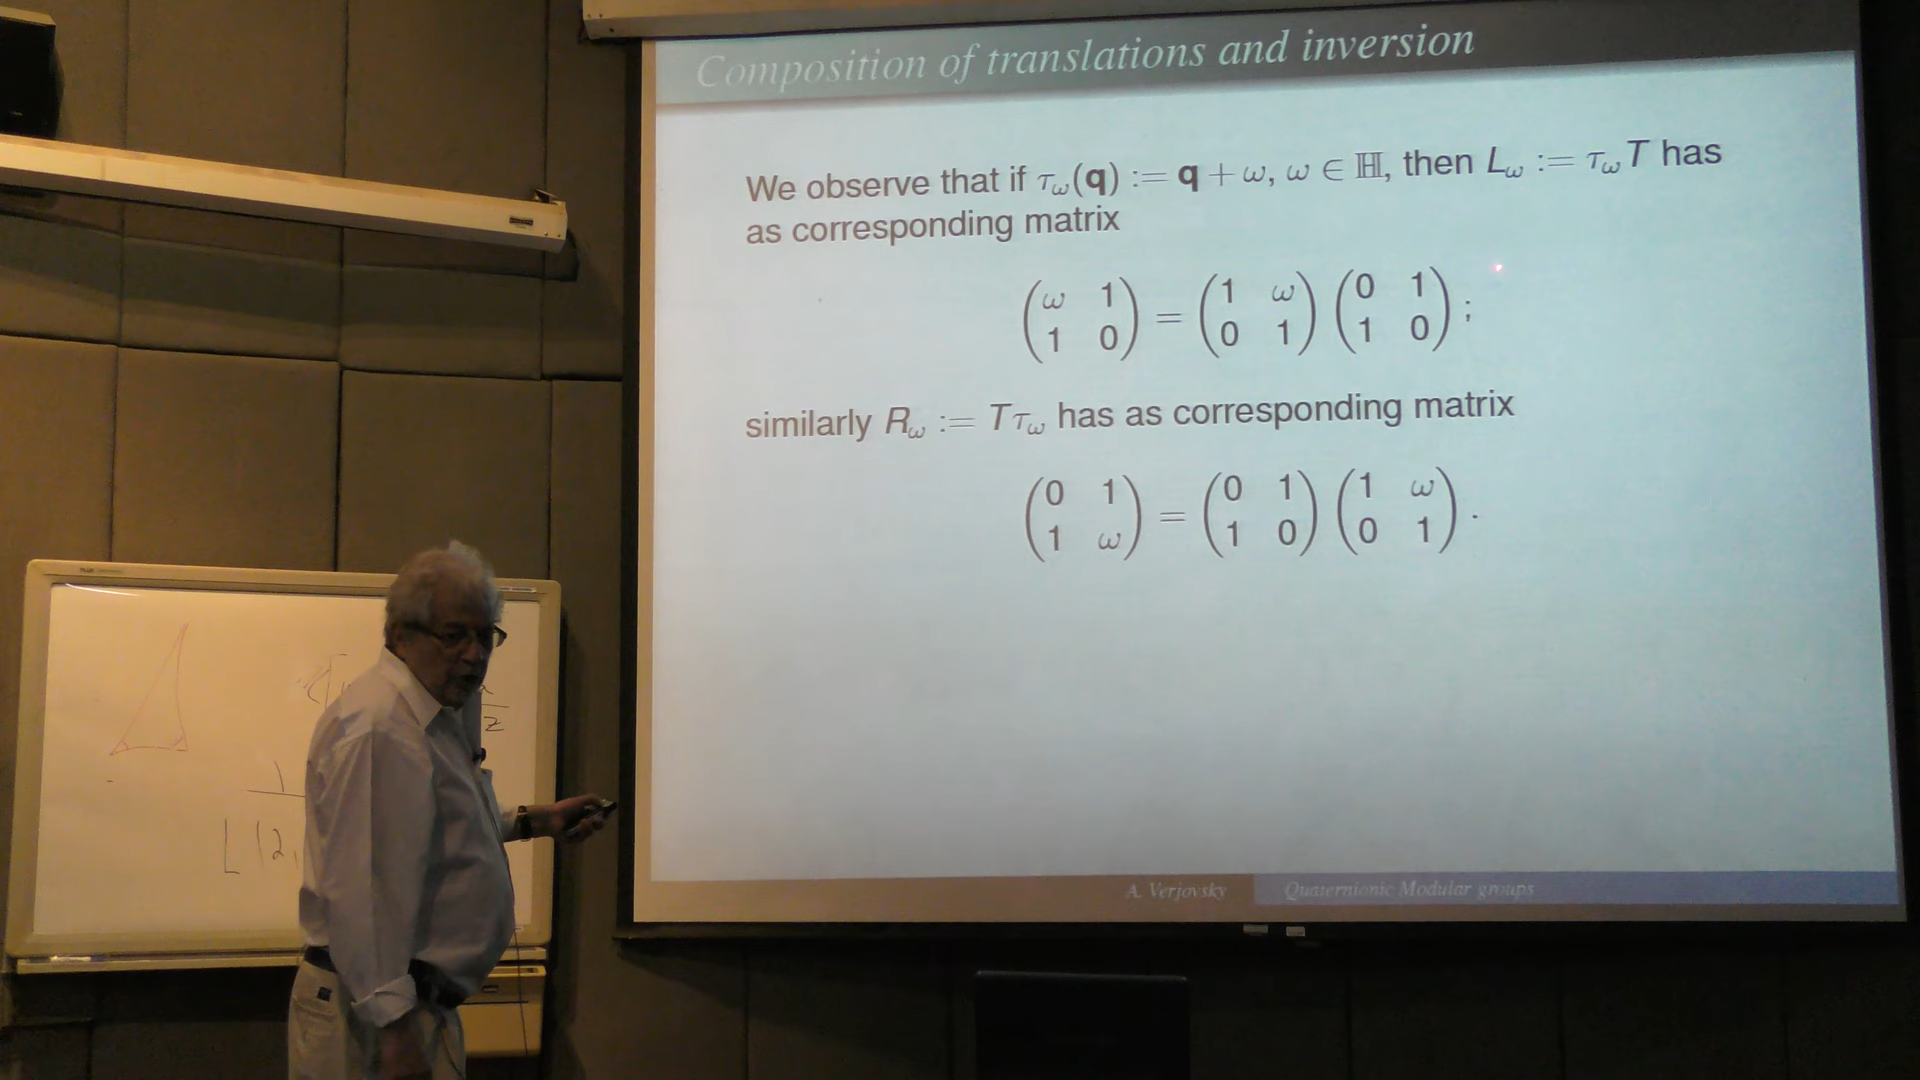 Composition of translations and inversion
We observe that if τ_ω(𝐪) := 𝐪 + ω, ω ∈ ℍ, then L_ω := τ_ω T has
as corresponding matrix
(ω 1; 1 0) = (1 ω; 0 1) (0 1; 1 0) ;
similarly R_ω := Tτ_ω has as corresponding matrix
(0 1; 1 ω) = (0 1; 1 0) (1 ω; 0 1) .
A. Verjovsky Quaternionic Modular groups
z
1